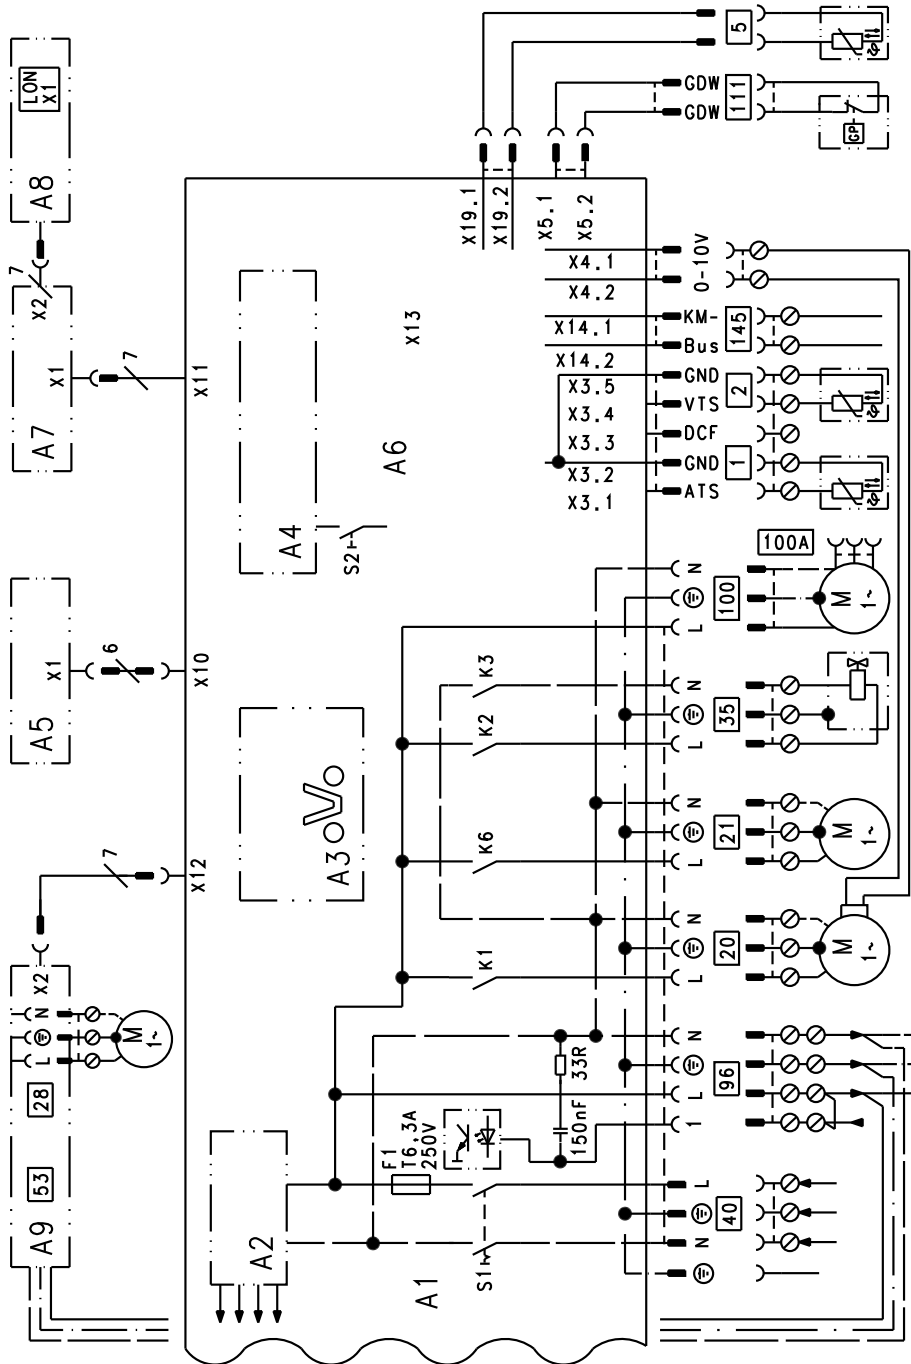 5
GDW
111
GDW
GP
LON
X1
A8
7
X2
X1
A7
7
X11
X19.1
X19.2
X5.1
X5.2
X4.1
X4.2
0-10V
X13
X14.1
KM-
145
X14.2
Bus
X3.5
GND
2
X3.4
VTS
X3.3
DCF
X3.2
GND
1
X3.1
ATS
A6
A4
S2
100A
N
100
L
M
1~
A5
X1
6
X10
K3
N
K2
35
L
A3
N
K6
21
L
M
1~
7
X12
K1
N
20
L
M
1~
A9
53
28
X2
N
L
M
1~
33R
150nF
N
96
L
1
F1
T6,3A
250V
A2
S1
A1
L
40
N